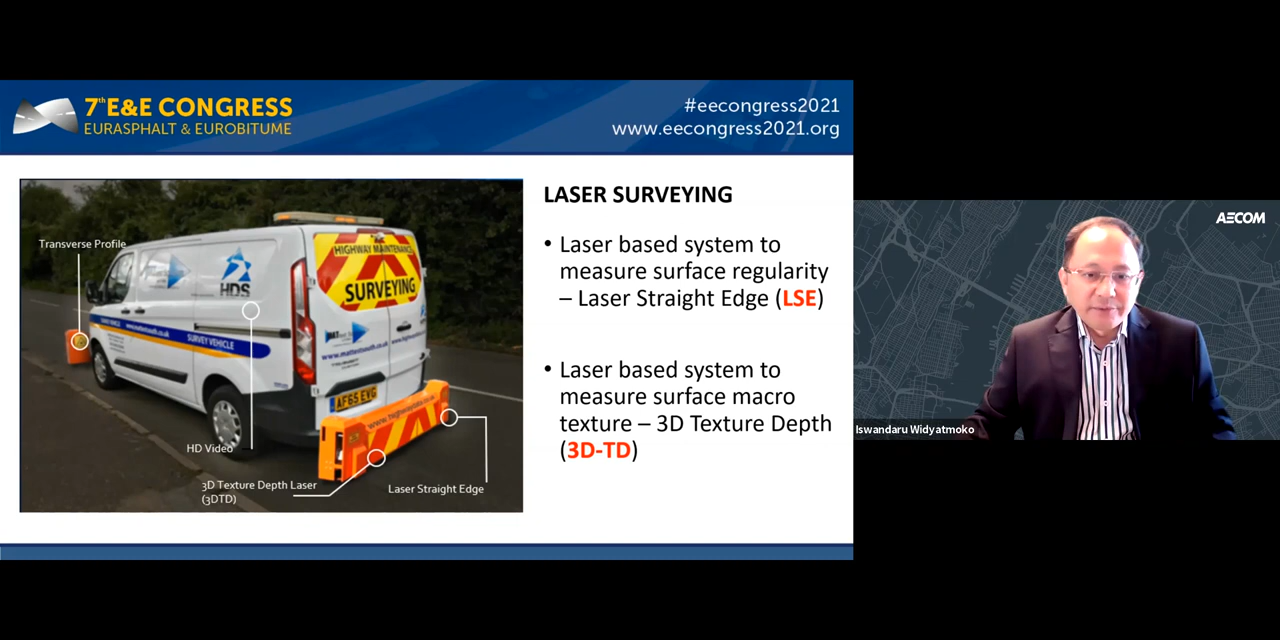 7th E&E CONGRESS
EURASPHALT & EUROBITUME
#eecongress2021
www.eecongress2021.org
Transverse Profile
HDS
HIGHWAY MAINTENANCE
SURVEYING
SURVEY VEHICLE
AF65 EVG
HD Video
3D Texture Depth Laser
(3DTD)
Laser Straight Edge
LASER SURVEYING
• Laser based system to
measure surface regularity
– Laser Straight Edge (LSE)
• Laser based system to
measure surface macro
texture – 3D Texture Depth
(3D-TD)
AECOM
Iswandaru Widyatmoko